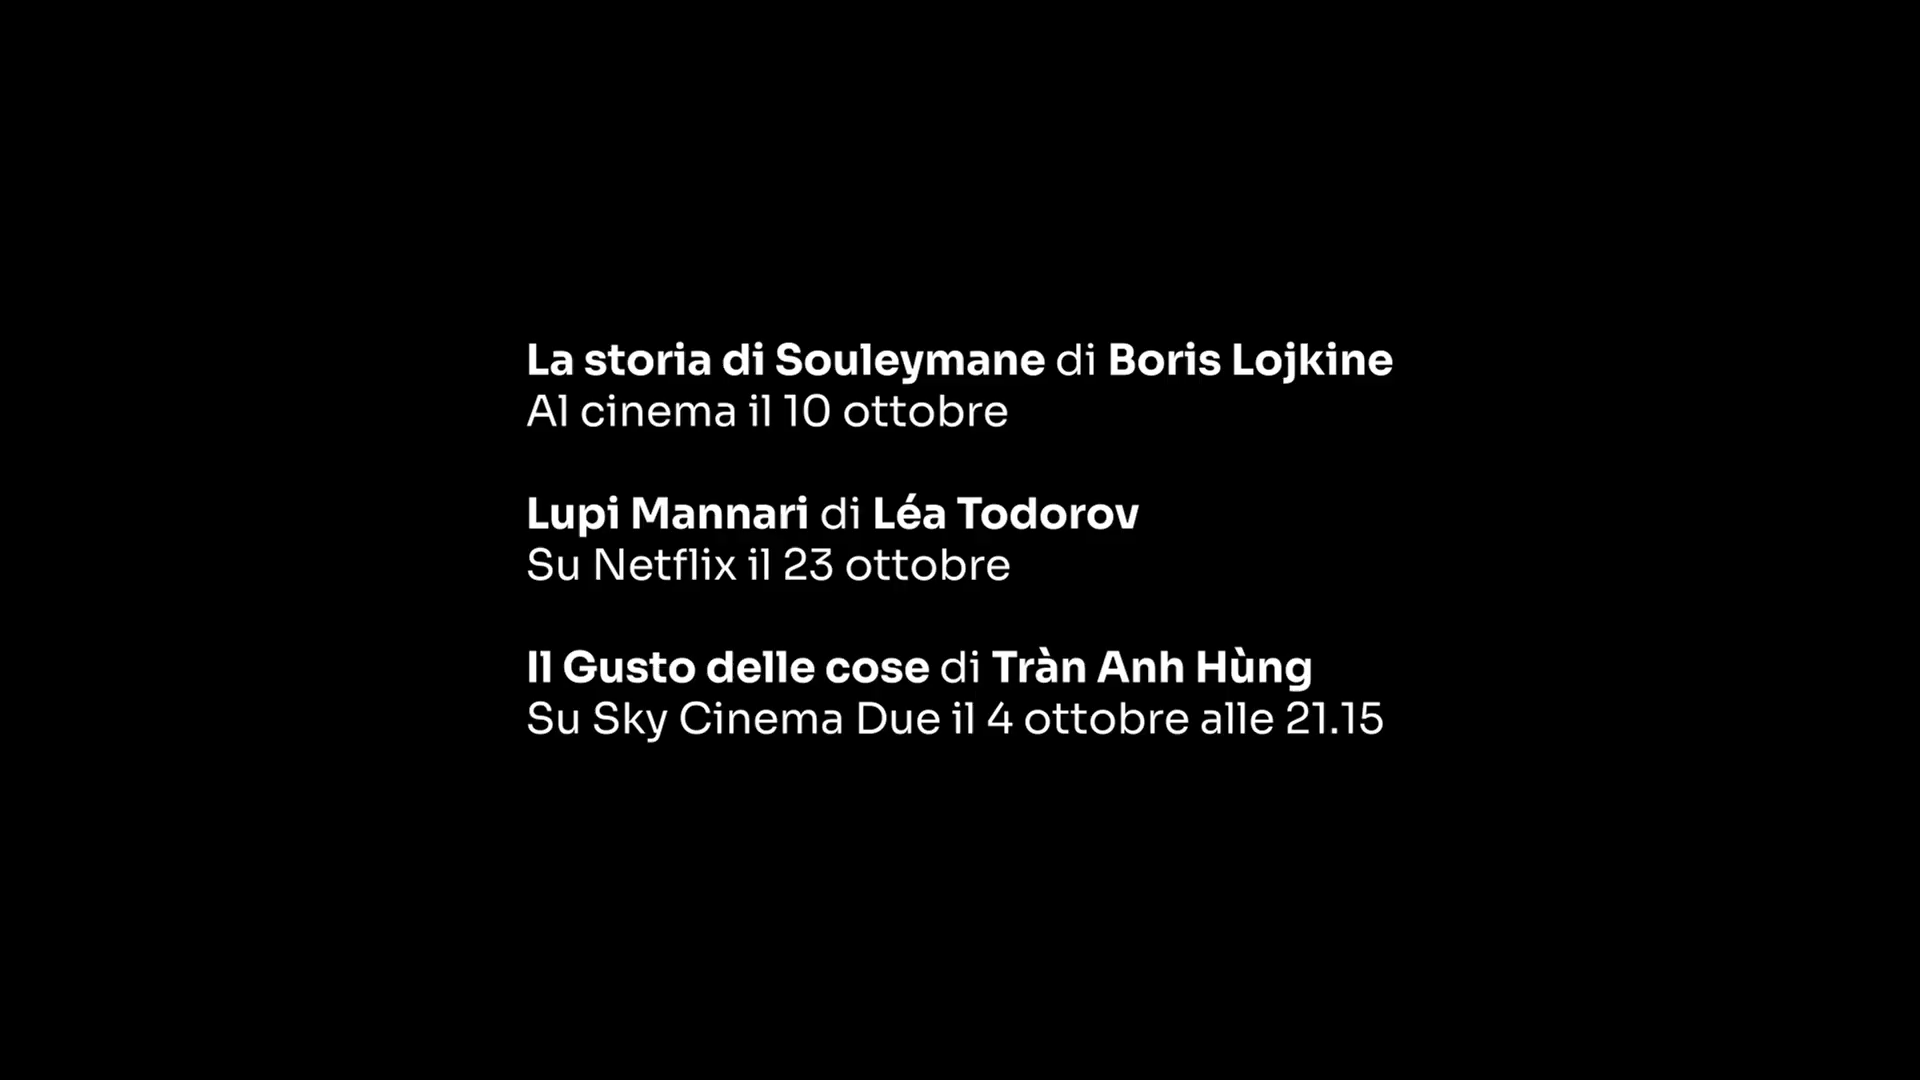 La storia di Souleymane di Boris Lojkine
Al cinema il 10 ottobre
Lupi Mannari di Léa Todorov
Su Netflix il 23 ottobre
Il Gusto delle cose di Tràn Anh Hùng
Su Sky Cinema Due il 4 ottobre alle 21.15